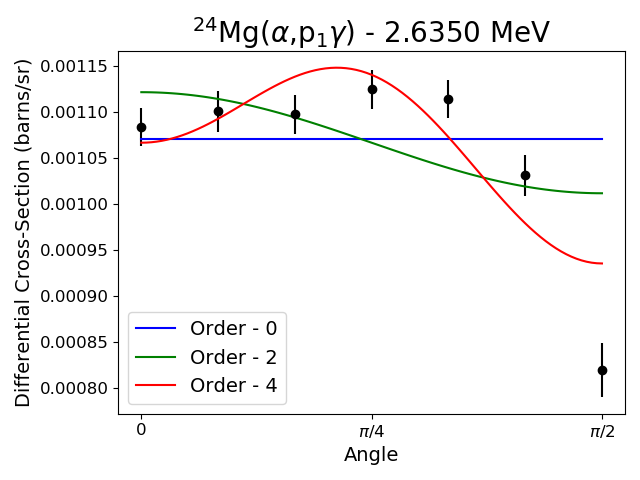 ²⁴Mg(α,p₁γ) - 2.6350 MeV
Differential Cross-Section (barns/sr)
0.00115
0.00110
0.00105
0.00100
0.00095
0.00090
0.00085
0.00080
Order - 0
Order - 2
Order - 4
0
π/4
π/2
Angle